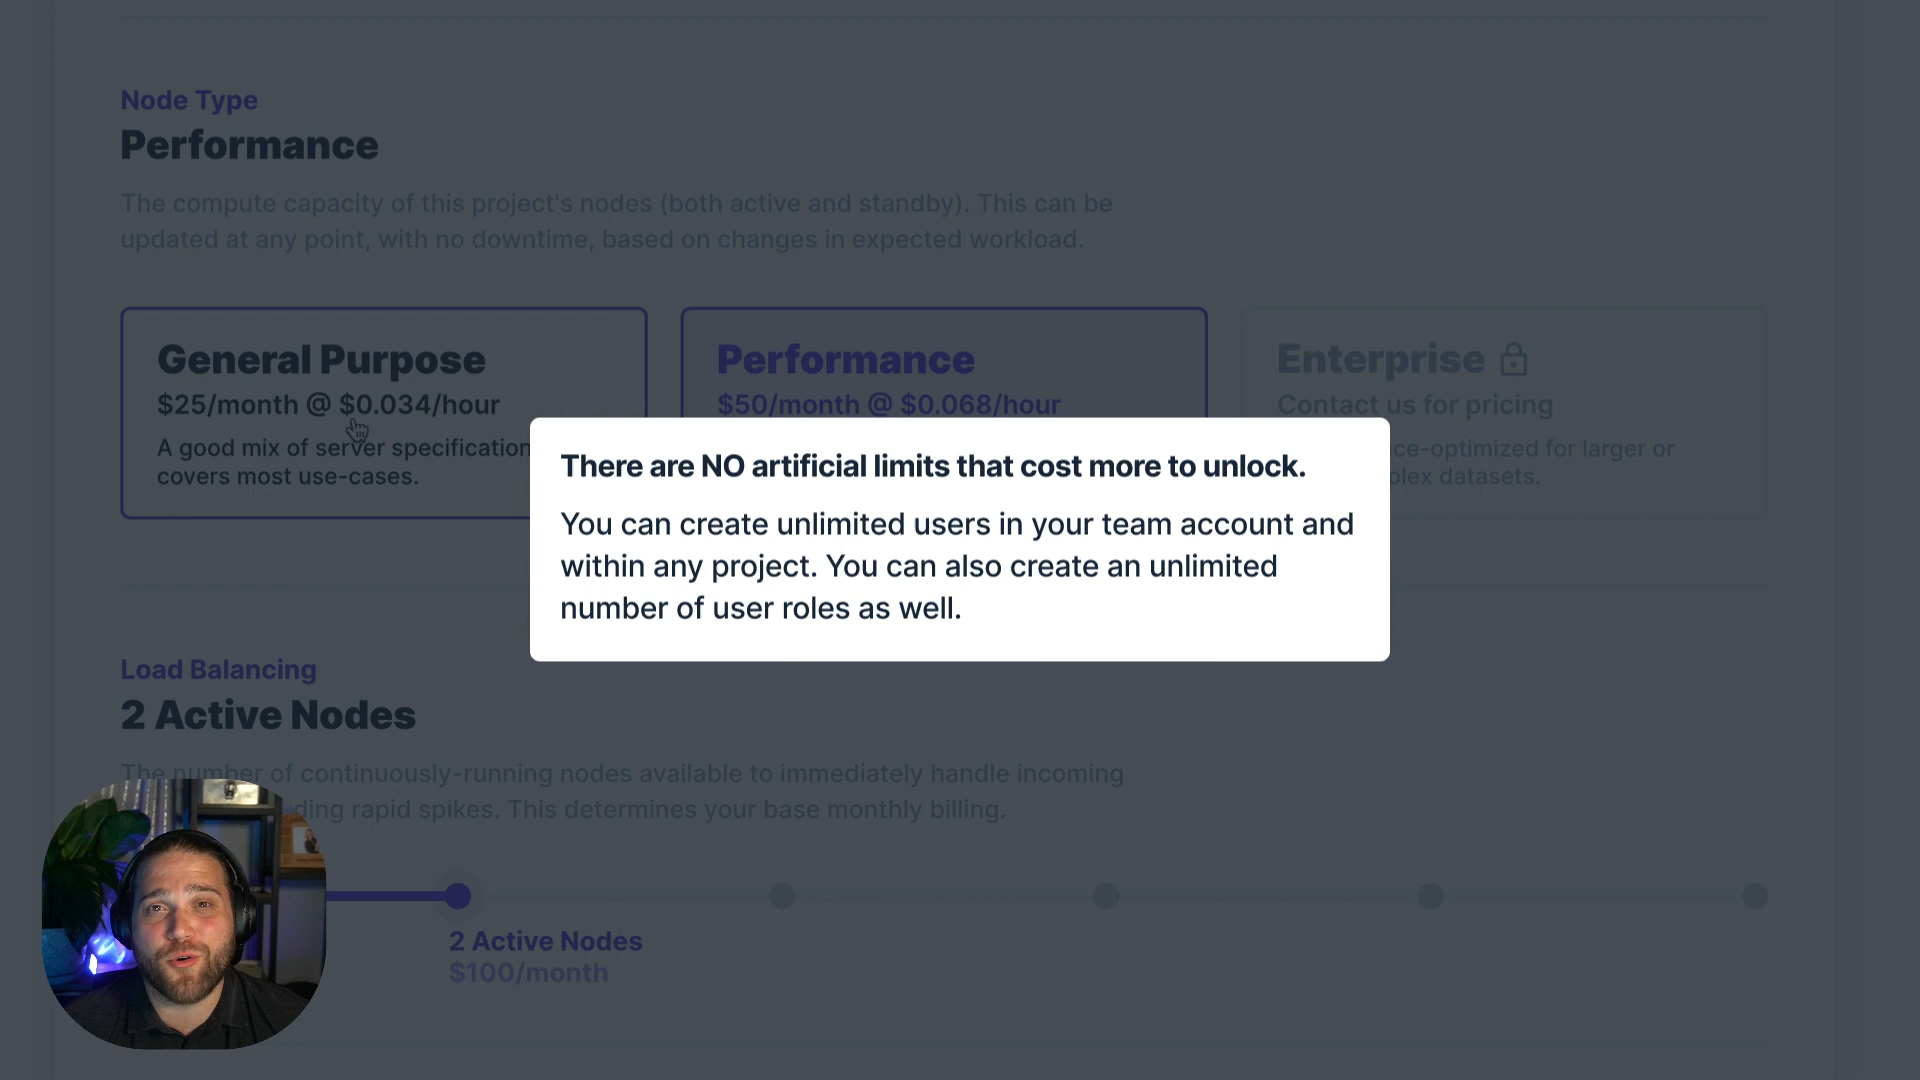 Node Type
Performance
The compute capacity of this project's nodes (both active and standby). This can be
updated at any point, with no downtime, based on changes in expected workload.
General Purpose
$25/month @ $0.034/hour
A good mix of server specification
covers most use-cases.
Performance
$50/month @ $0.068/hour
Enterprise
Contact us for pricing
ce-optimized for larger or
plex datasets.
There are NO artificial limits that cost more to unlock.
You can create unlimited users in your team account and
within any project. You can also create an unlimited
number of user roles as well.
Load Balancing
2 Active Nodes
The number of continuously-running nodes available to immediately handle incoming
ding rapid spikes. This determines your base monthly billing.
2 Active Nodes
$100/month